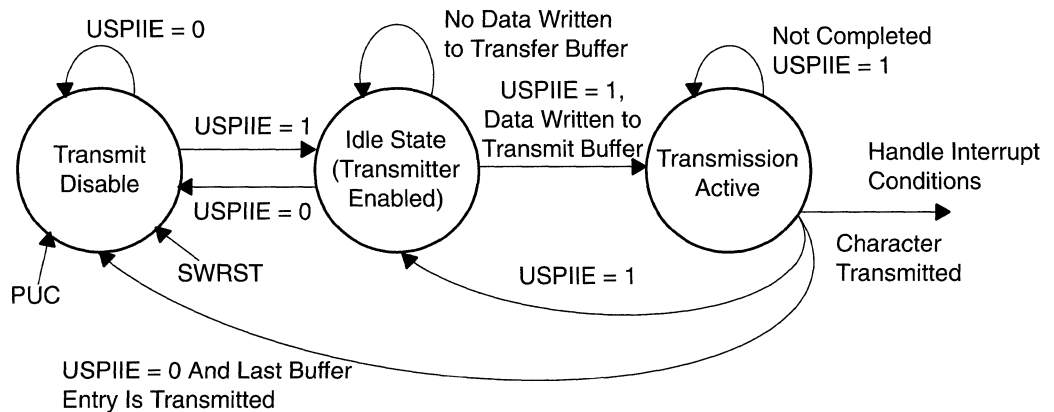 USPIIE = 0
No Data Written
to Transfer Buffer
Not Completed
USPIIE = 1
USPIIE = 1
USPIIE = 1,
Data Written to
Transmit Buffer
Transmit
Disable
Idle State
(Transmitter
Enabled)
Transmission
Active
Handle Interrupt
Conditions
USPIIE = 0
Character
Transmitted
PUC
SWRST
USPIIE = 1
USPIIE = 0 And Last Buffer
Entry Is Transmitted